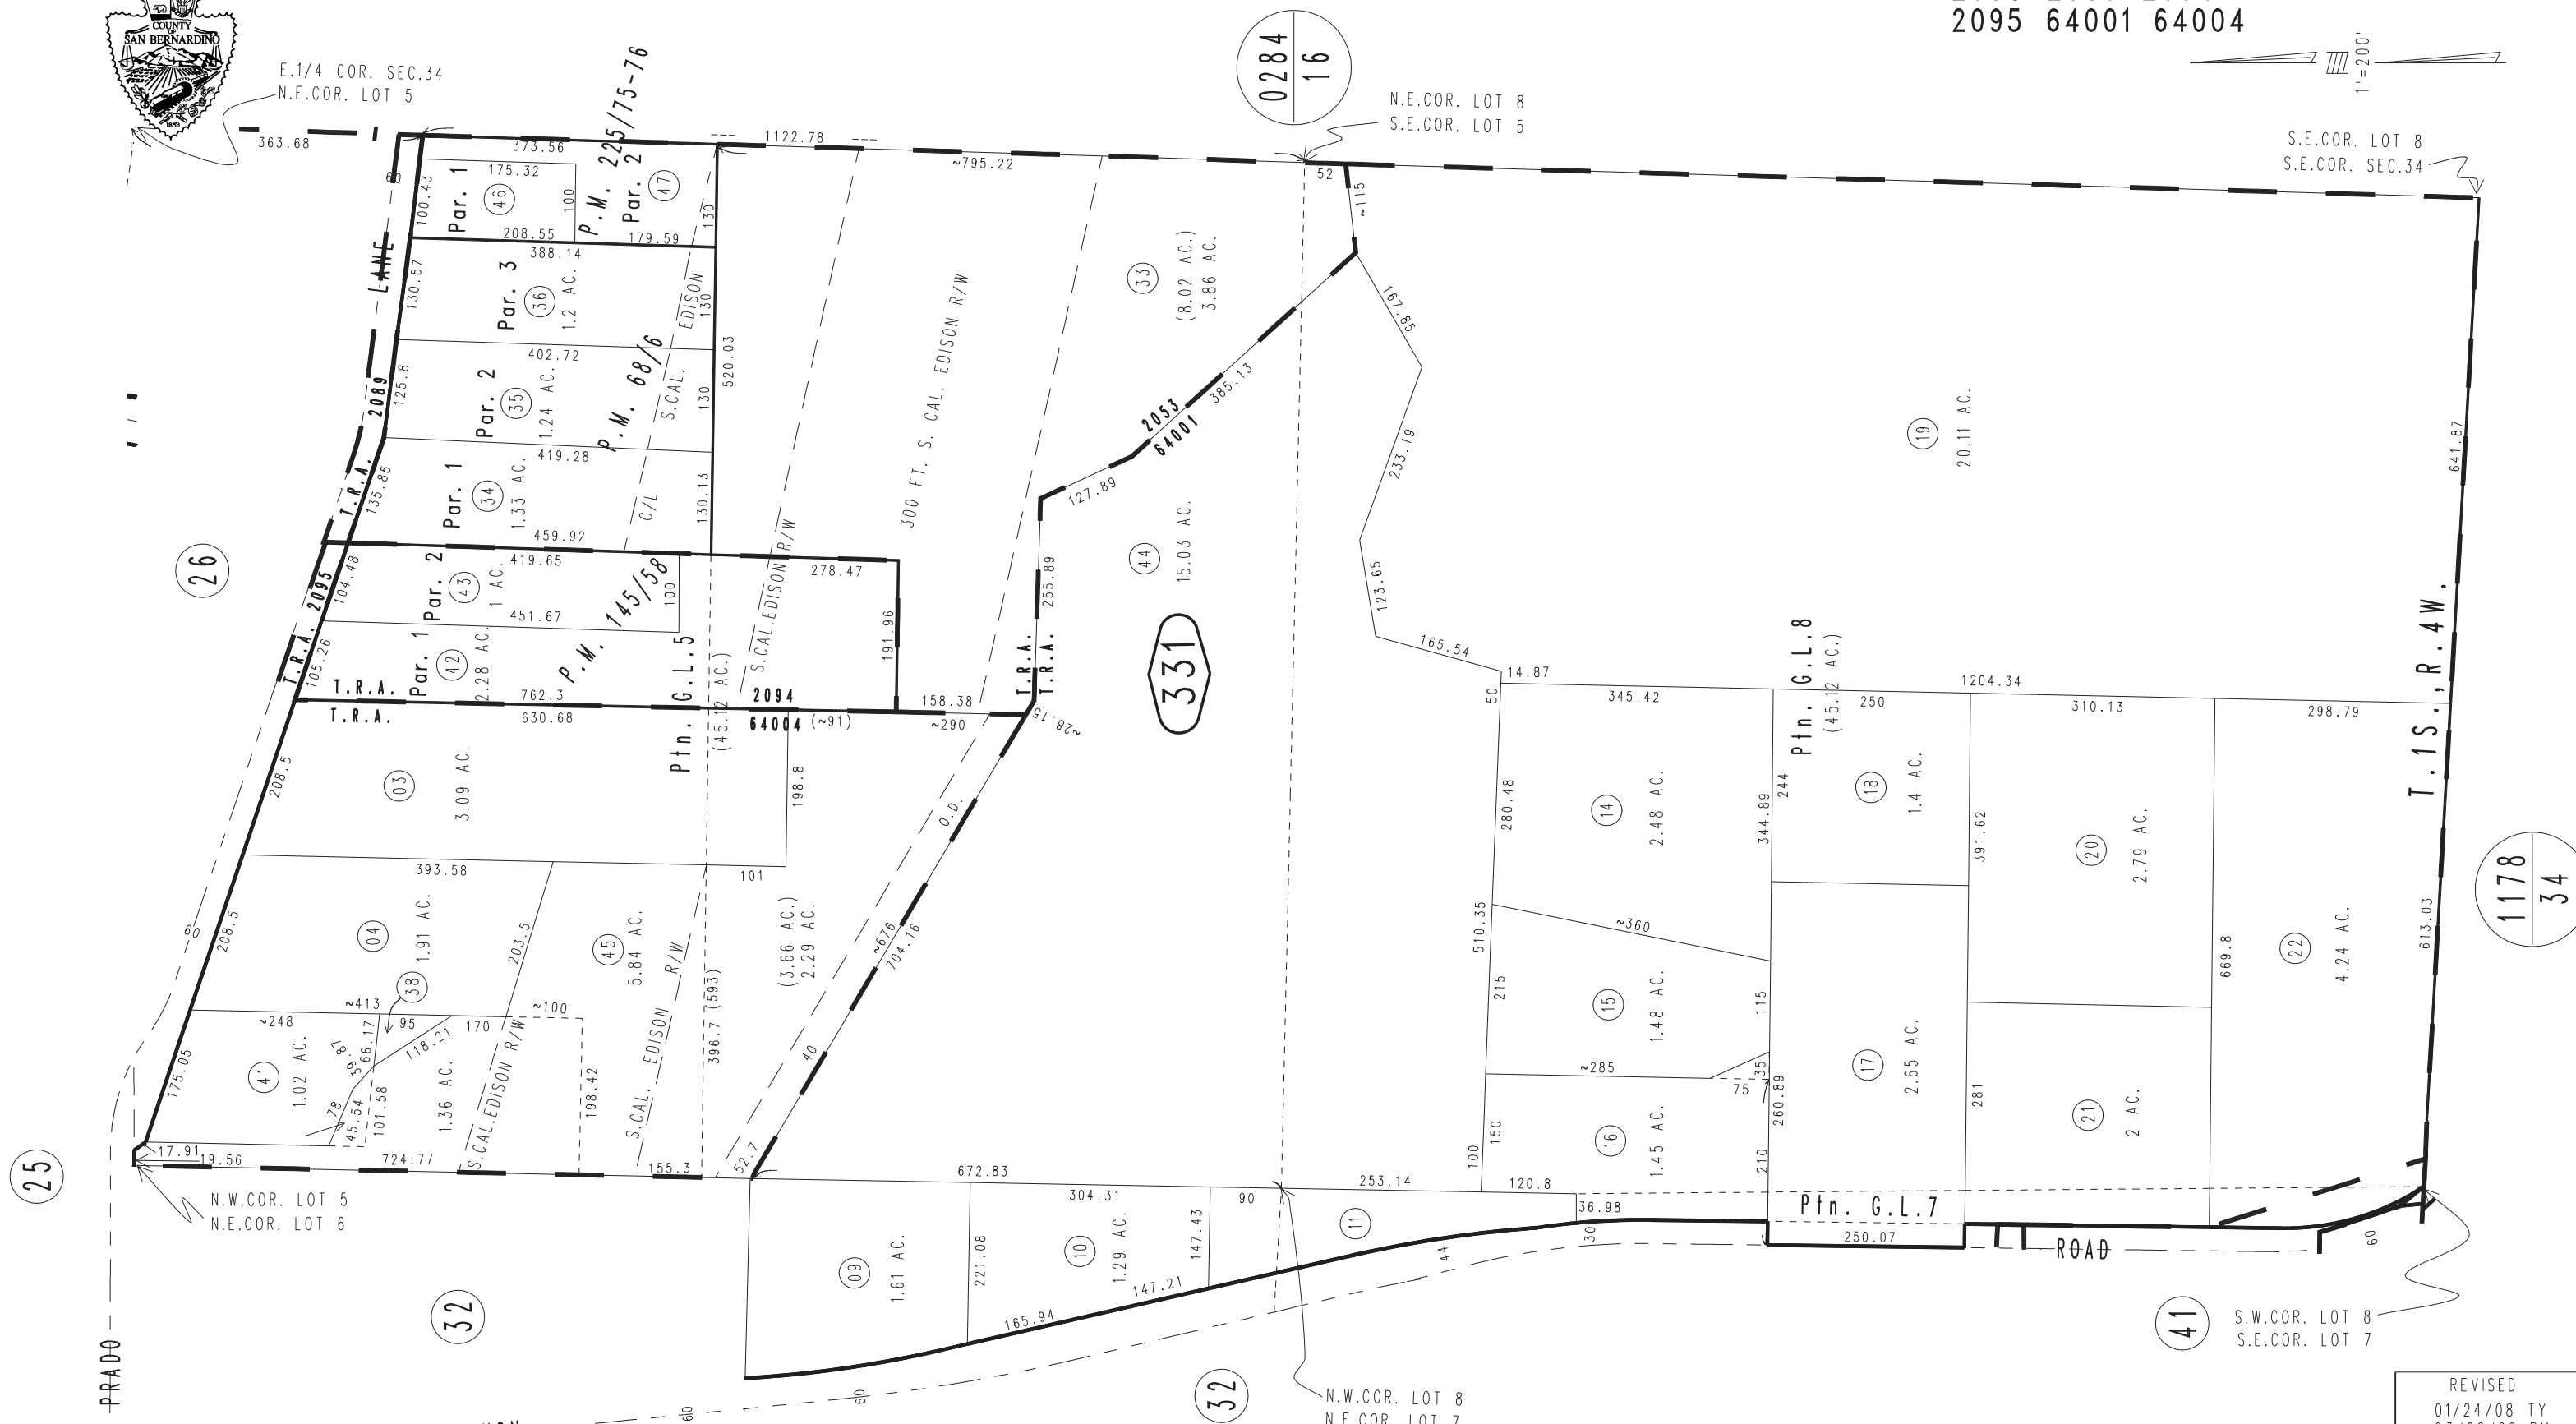 COUNTY
OF
SAN BERNARDINO
1853
2095 64001 64004
1"=200'
E.1/4 COR. SEC.34
N.E.COR. LOT 5
0284
16
N.E.COR. LOT 8
S.E.COR. LOT 5
S.E.COR. LOT 8
S.E.COR. SEC.34
363.68
373.56
1122.78
~795.22
52
~115
60
LANE
100.43
Par. 1
46
175.32
100
208.55
P.M. 225/75-76
Par. 2
47
130
179.59
388.14
130.57
Par. 3
36
1.2 AC.
130
402.72
125.8
Par. 2
35
1.24 AC.
P.M. 68/6
S.CAL. EDISON
130
520.03
419.28
135.85
Par. 1
34
1.33 AC.
C/L
130.13
459.92
T.R.A. 2089
T.R.A. 2095
300 FT. S. CAL. EDISON R/W
S.CAL.EDISON R/W
33
(8.02 AC.)
3.86 AC.
167.85
385.13
2053
64001
127.89
233.19
123.65
165.54
19
20.11 AC.
641.87
26
104.48
419.65
Par. 2
43
1 AC.
100
451.67
P.M. 145/58
105.26
Par. 1
42
2.28 AC.
278.47
191.96
255.89
44
15.03 AC.
331
T.R.A.
T.R.A.
T.R.A.
T.R.A.
762.3
630.68
2094
64004
(~91)
158.38
~290
~28.15
Ptn. G.L.5
(45.12 AC.)
208.5
03
3.09 AC.
198.8
393.58
101
60
208.5
04
1.91 AC.
203.5
45
5.84 AC.
(3.66 AC.)
2.29 AC.
O.D.
~676
704.16
40
S.CAL. EDISON R/W
396.7 (593)
~413
38
~248
95
170
~100
66.17
39.87
118.21
175.05
41
1.02 AC.
78
45.54
101.58
1.36 AC.
S.CAL.EDISON R/W
198.42
17.91
19.56
724.77
155.3
52.7
672.83
25
N.W.COR. LOT 5
N.E.COR. LOT 6
14.87
50
345.42
Ptn. G.L.8
(45.12 AC.)
250
1204.34
310.13
298.79
T.1S.,R.4W.
280.48
14
2.48 AC.
344.89
244
18
1.4 AC.
391.62
20
2.79 AC.
1178
34
510.35
~360
215
15
1.48 AC.
115
669.8
22
4.24 AC.
613.03
~285
35
75
17
2.65 AC.
260.89
281
21
2 AC.
150
100
16
1.45 AC.
210
253.14
120.8
36.98
30
Ptn. G.L.7
250.07
ROAD
60
304.31
90
09
1.61 AC.
221.08
10
1.29 AC.
147.43
11
165.94
147.21
44
60
60
32
32
41
S.W.COR. LOT 8
S.E.COR. LOT 7
N.W.COR. LOT 8
N.E.COR. LOT 7
PRADO
REVISED
01/24/08 TY